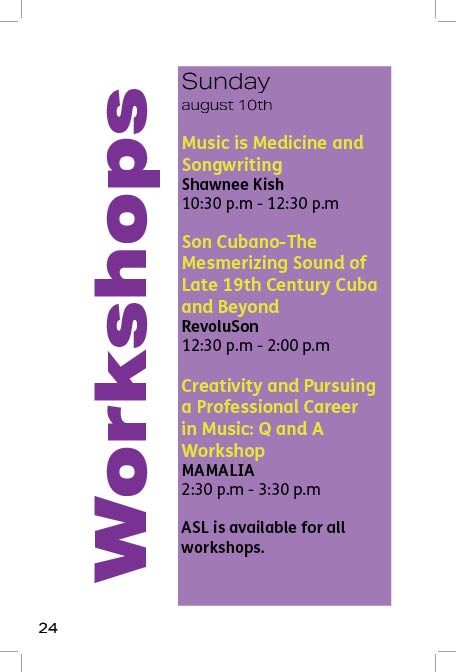 Workshops
Sunday
august 10th
Music is Medicine and
Songwriting
Shawnee Kish
10:30 p.m - 12:30 p.m
Son Cubano-The
Mesmerizing Sound of
Late 19th Century Cuba
and Beyond
RevoluSon
12:30 p.m - 2:00 p.m
Creativity and Pursuing
a Professional Career
in Music: Q and A
Workshop
MAMALIA
2:30 p.m - 3:30 p.m
ASL is available for all
workshops.
24